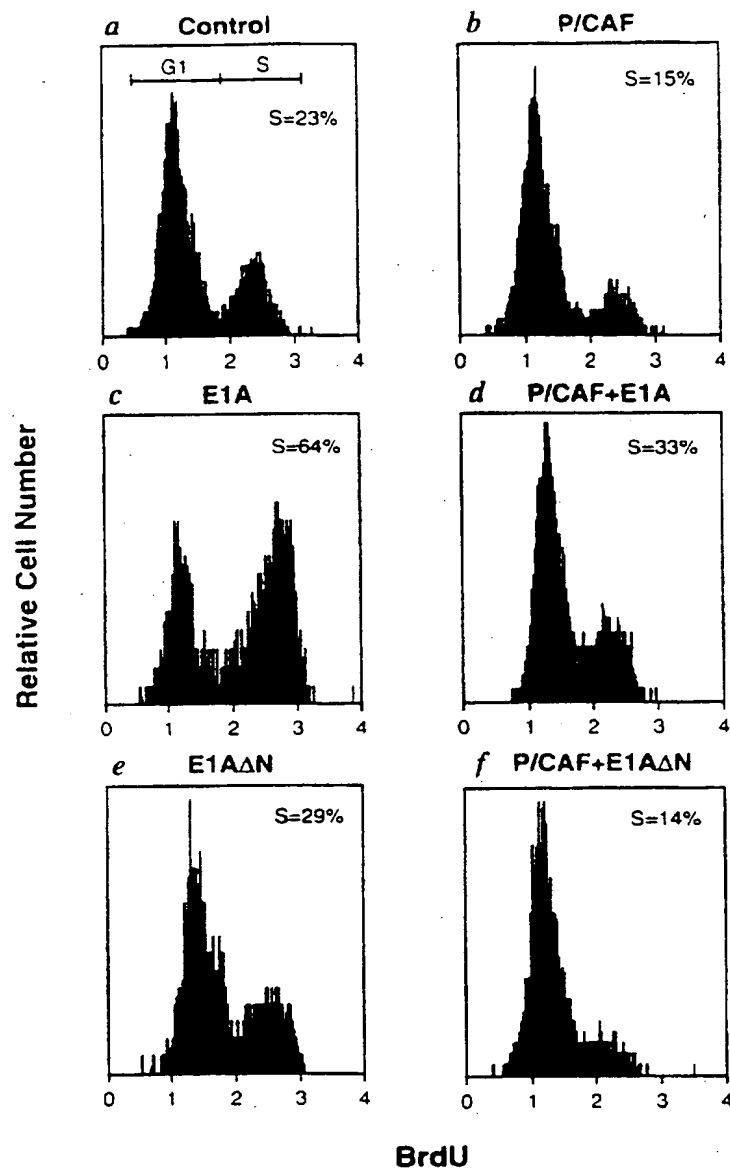 a Control
G1 S
S=23%
0 1 2 3 4
b P/CAF
S=15%
0 1 2 3 4
c E1A
S=64%
0 1 2 3 4
d P/CAF+E1A
S=33%
0 1 2 3 4
e E1AΔN
S=29%
0 1 2 3 4
f P/CAF+E1AΔN
S=14%
0 1 2 3 4
Relative Cell Number
BrdU